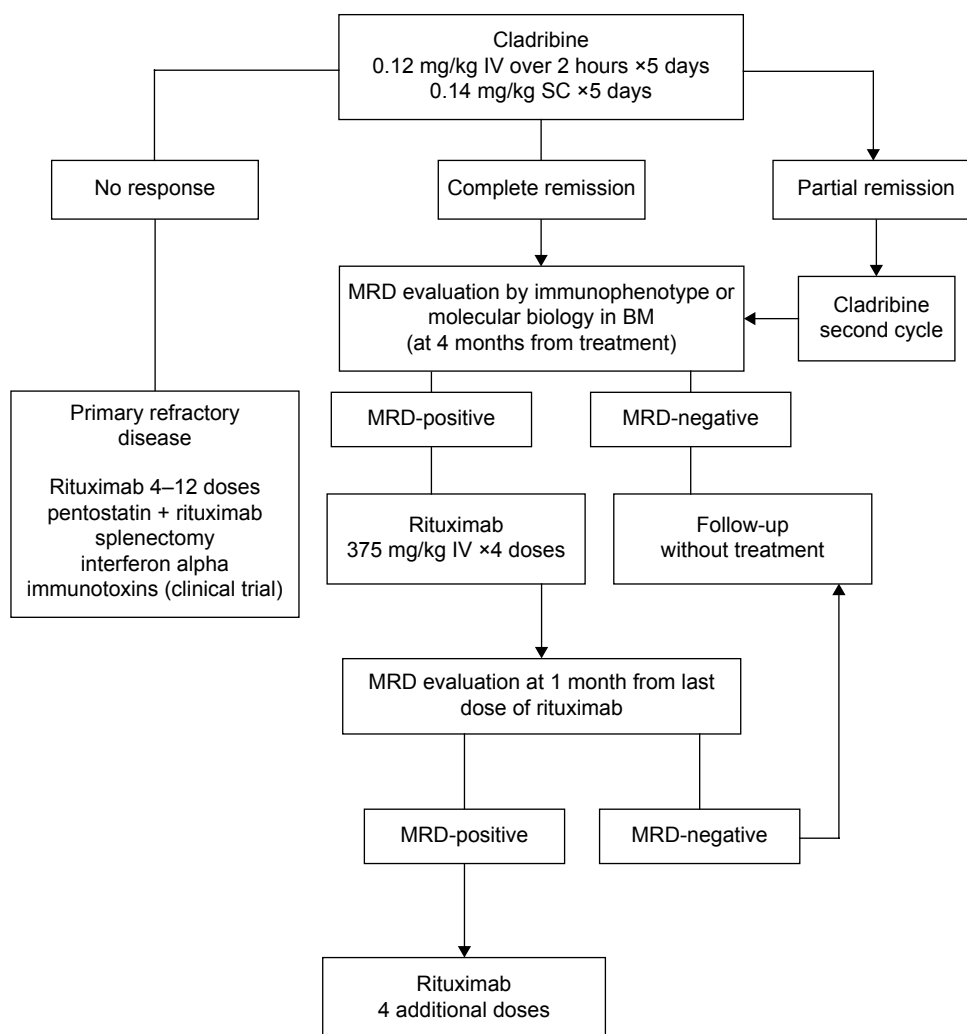 Cladribine
0.12 mg/kg IV over 2 hours ×5 days
0.14 mg/kg SC ×5 days
No response
Complete remission
Partial remission
MRD evaluation by immunophenotype or
molecular biology in BM
(at 4 months from treatment)
Cladribine
second cycle
Primary refractory
disease
Rituximab 4–12 doses
pentostatin + rituximab
splenectomy
interferon alpha
immunotoxins (clinical trial)
MRD-positive
MRD-negative
Rituximab
375 mg/kg IV ×4 doses
Follow-up
without treatment
MRD evaluation at 1 month from last
dose of rituximab
MRD-positive
MRD-negative
Rituximab
4 additional doses